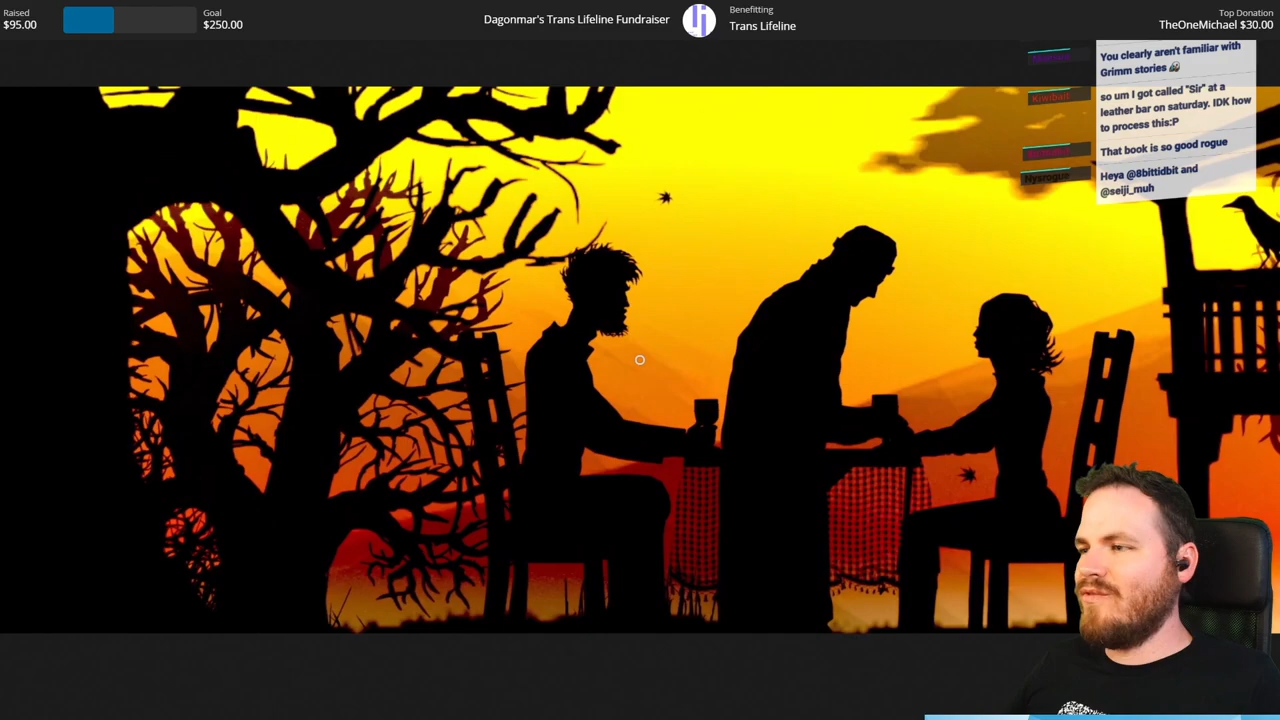 Raised
$95.00
Goal
$250.00
Dagonmar's Trans Lifeline Fundraiser
Benefitting
Trans Lifeline
Top Donation
TheOneMichael $30.00
You clearly aren't familiar with
Grimm stories
Kiwibait
so um I got called "Sir" at a
leather bar on saturday. IDK how
to process this:P
That book is so good rogue
Nysrogue
Heya @8bittidbit and
@seiji_muh